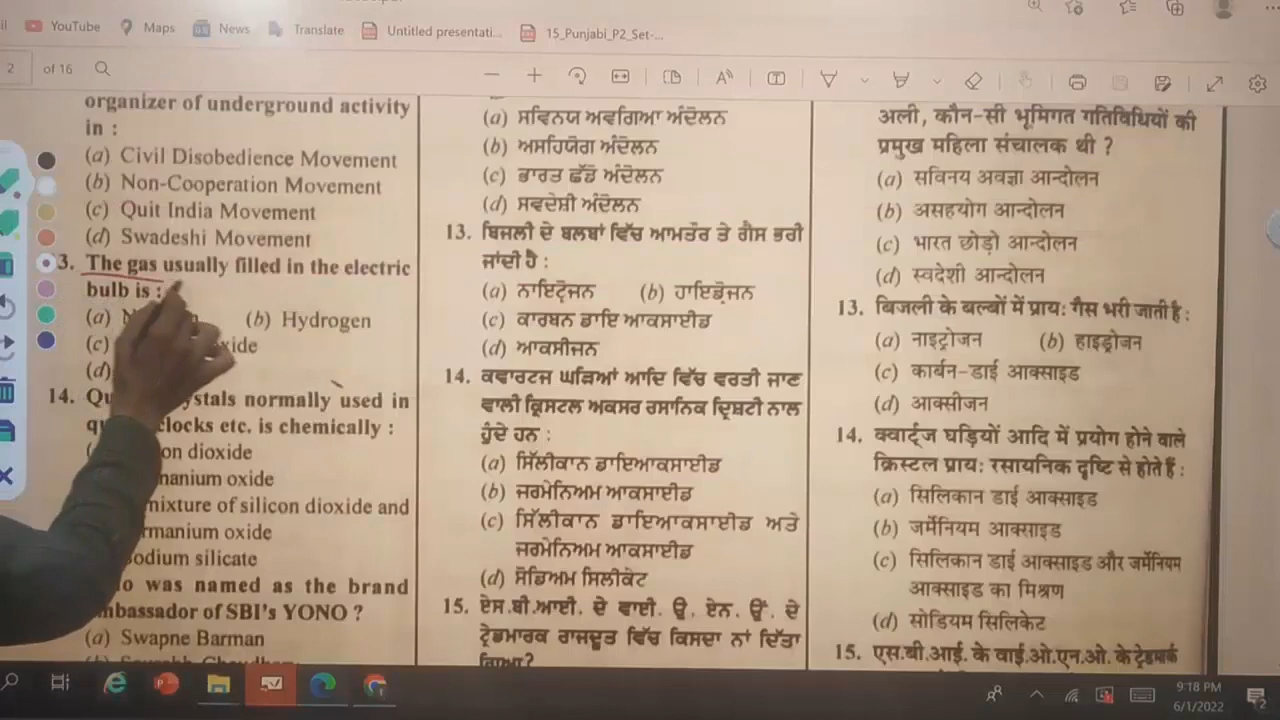 YouTube
Maps
News
Translate
Untitled presentati...
15_Punjabi_P2_Set-...
2
of 16
organizer of underground activity
in :
(a) Civil Disobedience Movement
(b) Non-Cooperation Movement
(c) Quit India Movement
(d) Swadeshi Movement
3. The gas usually filled in the electric
bulb is :
(a)
(b) Hydrogen
(c)
(d)
14.
stals normally used in
locks etc. is chemically :
on dioxide
manium oxide
mixture of silicon dioxide and
rmanium oxide
odium silicate
o was named as the brand
mbassador of SBI's YONO ?
(a) Swapne Barman
(a) ਸਵਿਨਯ ਅਵਗਿਆ ਅੰਦੋਲਨ
(b) ਅਸਹਿਯੋਗ ਅੰਦੋਲਨ
(c) ਭਾਰਤ ਛੱਡੋ ਅੰਦੋਲਨ
(d) ਸਵਦੇਸ਼ੀ ਅੰਦੋਲਨ
13. ਬਿਜਲੀ ਦੇ ਬਲਬਾਂ ਵਿੱਚ ਆਮਤੌਰ ਤੇ ਗੈਸ ਭਰੀ
ਜਾਂਦੀ ਹੈ :
(a) ਨਾਇਟ੍ਰੋਜਨ (b) ਹਾਇਡ੍ਰੋਜਨ
(c) ਕਾਰਬਨ ਡਾਇ ਆਕਸਾਈਡ
(d) ਆਕਸੀਜਨ
14. ਕਵਾਰਟਜ ਘੜਿਆਂ ਆਦਿ ਵਿੱਚ ਵਰਤੀ ਜਾਣ
ਵਾਲੀ ਕ੍ਰਿਸਟਲ ਅਕਸਰ ਰਸਾਨਿਕ ਦ੍ਰਿਸ਼ਟੀ ਨਾਲ
ਹੁੰਦੇ ਹਨ :
(a) ਸਿੱਲੀਕਾਨ ਡਾਇਆਕਸਾਈਡ
(b) ਜਰਮੇਨਿਅਮ ਆਕਸਾਈਡ
(c) ਸਿੱਲੀਕਾਨ ਡਾਇਆਕਸਾਈਡ ਅਤੇ
ਜਰਮੇਨਿਅਮ ਆਕਸਾਈਡ
(d) ਸੋਡਿਅਮ ਸਿਲੀਕੇਟ
15. ਏਸ.ਬੀ.ਆਈ. ਦੇ ਵਾਈ. ਉ. ਏਨ. ਉਂ. ਦੇ
ਟ੍ਰੇਡਮਾਰਕ ਰਾਜਦੂਤ ਵਿੱਚ ਕਿਸਦਾ ਨਾਂ ਦਿੱਤਾ
ਗਿਆ?
अली, कौन-सी भूमिगत गतिविधियों की
प्रमुख महिला संचालक थी ?
(a) सविनय अवज्ञा आन्दोलन
(b) असहयोग आन्दोलन
(c) भारत छोड़ो आन्दोलन
(d) स्वदेशी आन्दोलन
13. बिजली के बल्बों में प्रायः गैस भरी जाती है :
(a) नाइट्रोजन (b) हाइड्रोजन
(c) कार्बन-डाई आक्साइड
(d) आक्सीजन
14. क्वार्ट्ज घड़ियों आदि में प्रयोग होने वाले
क्रिस्टल प्रायः रसायनिक दृष्टि से होते हैं :
(a) सिलिकान डाई आक्साइड
(b) जर्मेनियम आक्साइड
(c) सिलिकान डाई आक्साइड और जर्मेनियम
आक्साइड का मिश्रण
(d) सोडियम सिलिकेट
15. एस.बी.आई. के वाई.ओ.एन.ओ. के ट्रेडमार्क
9:18 PM
6/1/2022